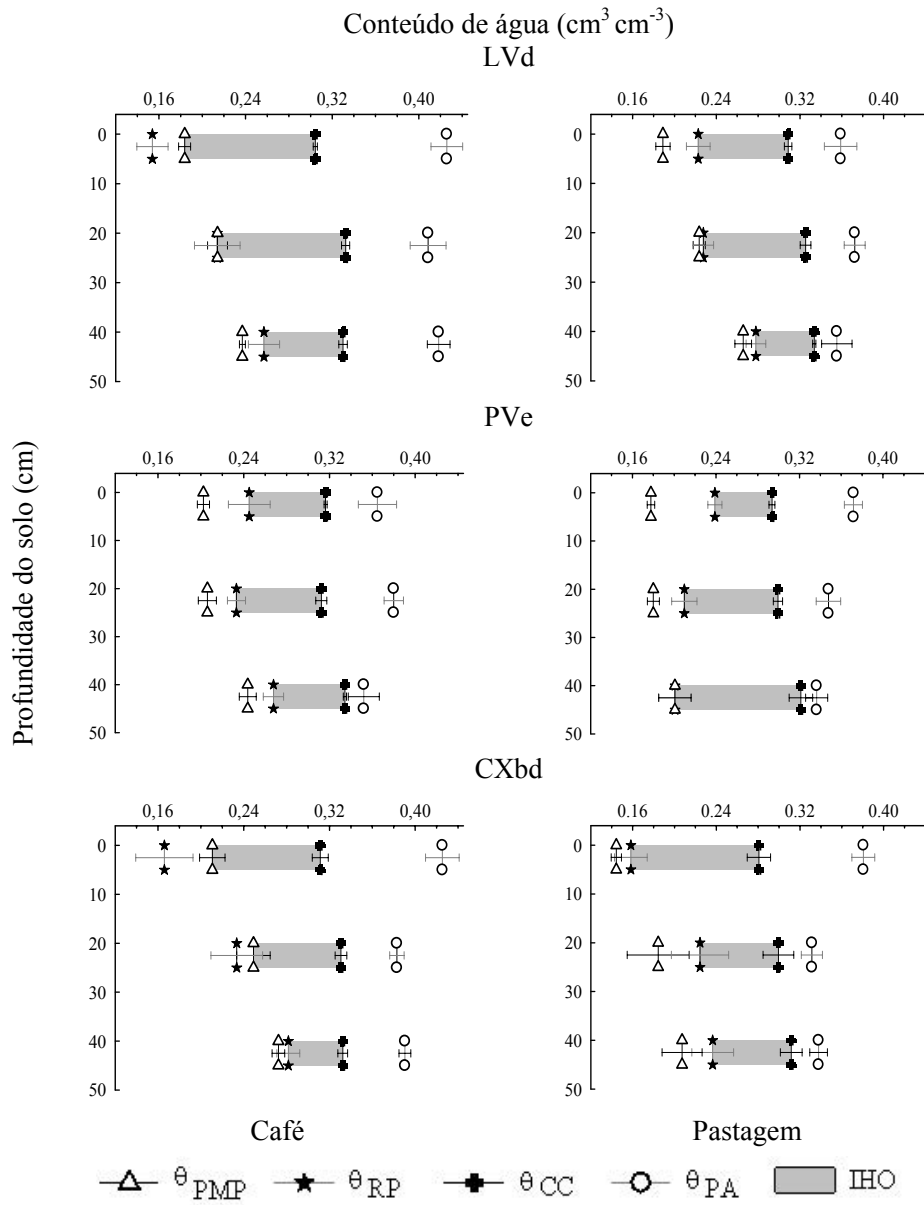 Conteúdo de água (cm³ cm⁻³)
LVd
0,16 0,24 0,32 0,40 0,16 0,24 0,32 0,40
0 0
10 10
20 20
30 30
40 40
50 50
PVe
0,16 0,24 0,32 0,40 0,16 0,24 0,32 0,40
0 0
10 10
20 20
30 30
40 40
50 50
Profundidade do solo (cm)
CXbd
0,16 0,24 0,32 0,40 0,16 0,24 0,32 0,40
0 0
10 10
20 20
30 30
40 40
50 50
Café Pastagem
θPMP θRP θCC θPA IHO